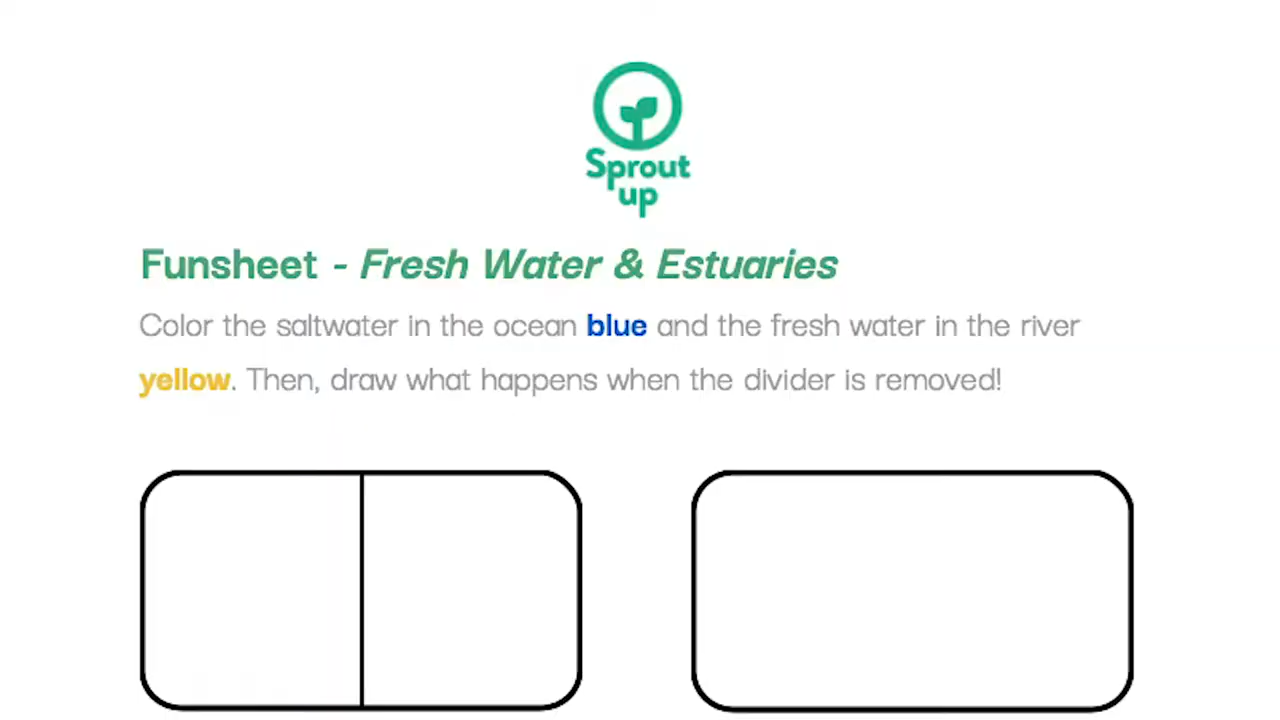 Sprout
up
Funsheet - Fresh Water & Estuaries
Color the saltwater in the ocean blue and the fresh water in the river
yellow. Then, draw what happens when the divider is removed!